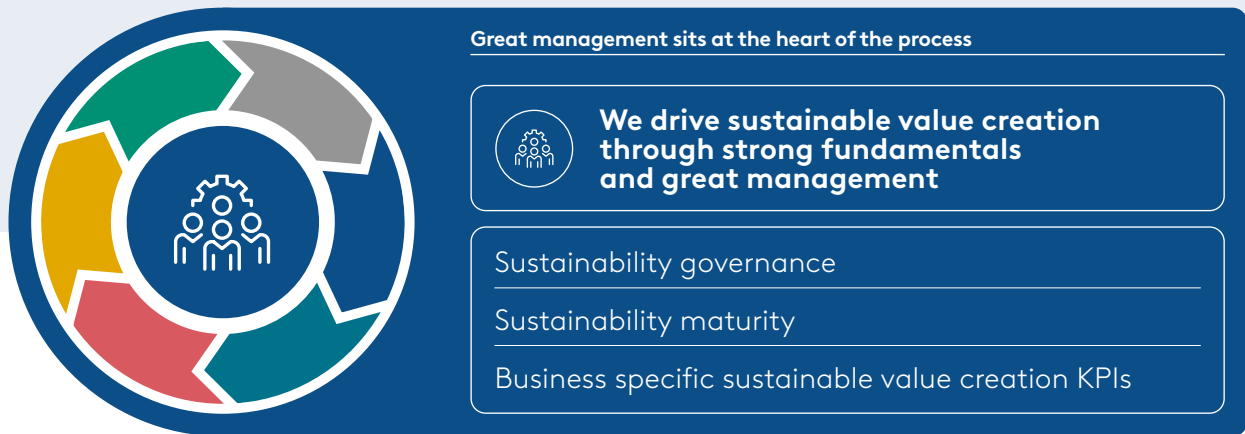 Great management sits at the heart of the process
We drive sustainable value creation
through strong fundamentals
and great management
Sustainability governance
Sustainability maturity
Business specific sustainable value creation KPIs